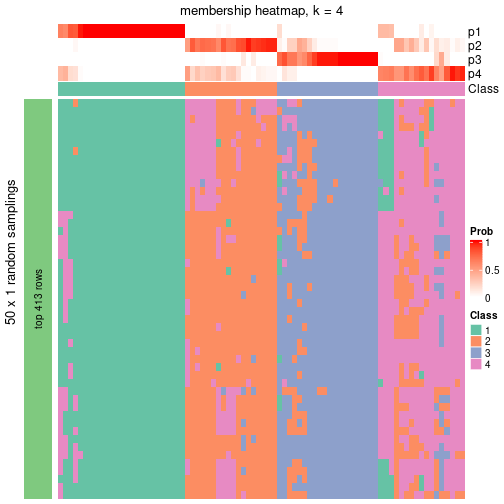 membership heatmap, k = 4
p1
p2
p3
p4
Class
50 x 1 random samplings
top 413 rows
Prob
1
0.5
0
Class
1
2
3
4